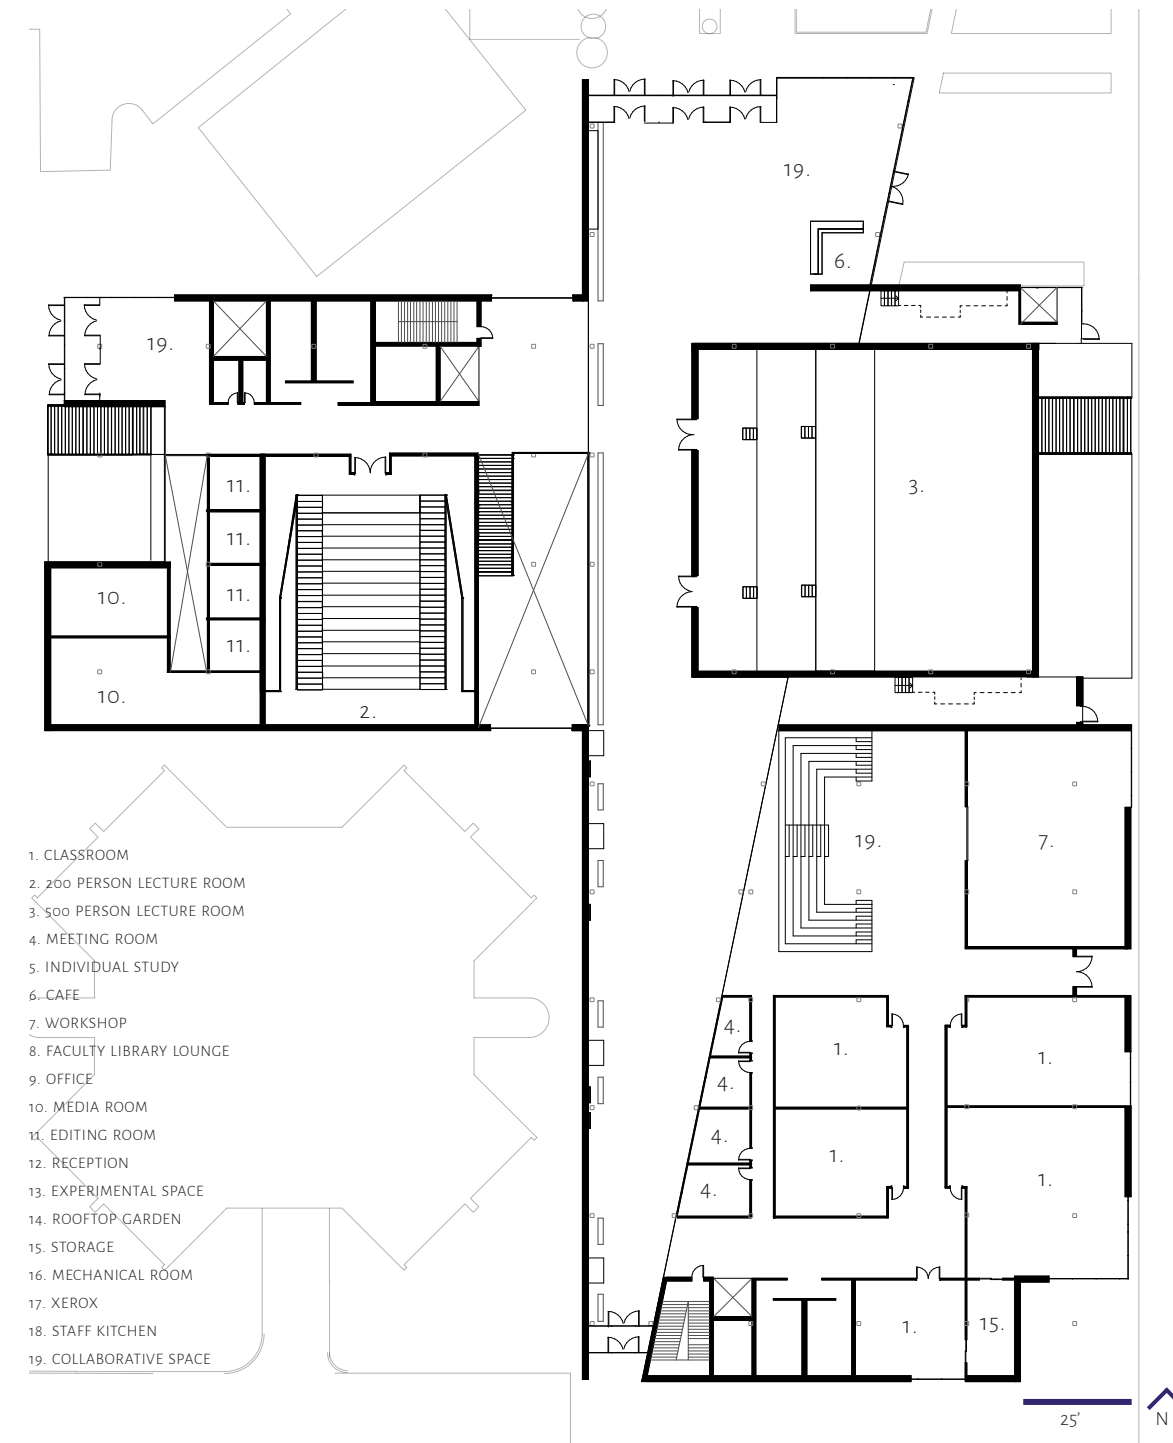 19.
6.
19.
3.
11.
11.
11.
11.
10.
10.
2.
19.
7.
1. CLASSROOM
2. 200 PERSON LECTURE ROOM
3. 500 PERSON LECTURE ROOM
4. MEETING ROOM
5. INDIVIDUAL STUDY
6. CAFE
7. WORKSHOP
8. FACULTY LIBRARY LOUNGE
9. OFFICE
10. MEDIA ROOM
11. EDITING ROOM
12. RECEPTION
13. EXPERIMENTAL SPACE
14. ROOFTOP GARDEN
15. STORAGE
16. MECHANICAL ROOM
17. XEROX
18. STAFF KITCHEN
19. COLLABORATIVE SPACE
4.
4.
4.
4.
1.
1.
1.
1.
1.
15.
25'
N